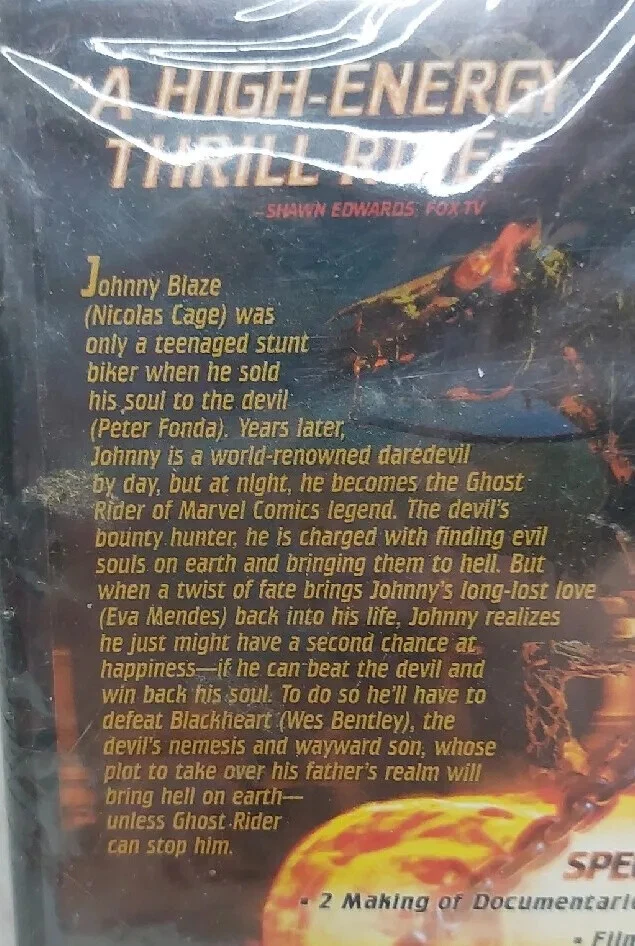 "A HIGH-ENERGY
THRILL RIDE"
-SHAWN EDWARDS, FOX TV
Johnny Blaze
(Nicolas Cage) was
only a teenaged stunt
biker when he sold
his soul to the devil
(Peter Fonda). Years later,
Johnny is a world-renowned daredevil
by day, but at night, he becomes the Ghost
Rider of Marvel Comics legend. The devil's
bounty hunter, he is charged with finding evil
souls on earth and bringing them to hell. But
when a twist of fate brings Johnny's long-lost love
(Eva Mendes) back into his life, Johnny realizes
he just might have a second chance at
happiness—if he can beat the devil and
win back his soul. To do so he'll have to
defeat Blackheart (Wes Bentley), the
devil's nemesis and wayward son, whose
plot to take over his father's realm will
bring hell on earth—
unless Ghost Rider
can stop him.
SPE
• 2 Making of Documentarie
• Film